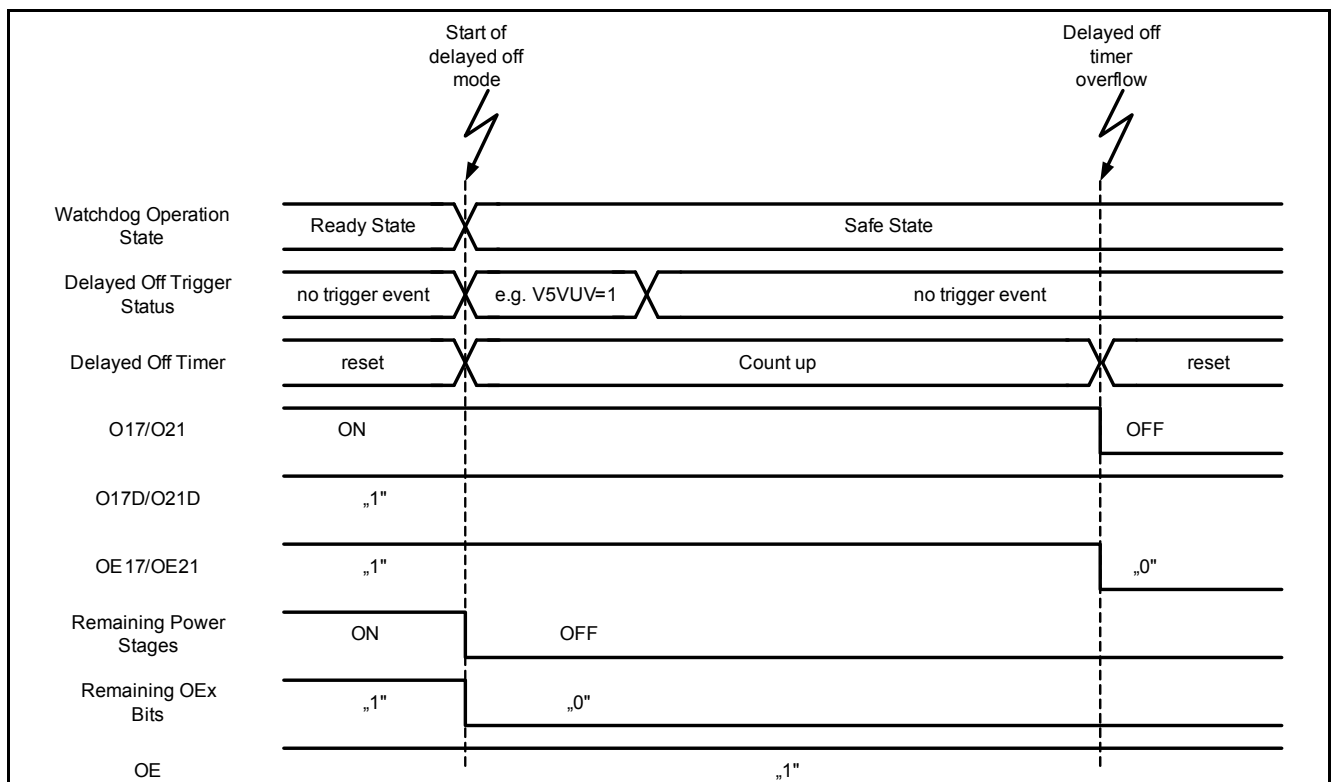 Start of
delayed off
mode
Delayed off
timer
overflow
Watchdog Operation
State
Ready State
Safe State
Delayed Off Trigger
Status
no trigger event
e.g. V5VUV=1
no trigger event
Delayed Off Timer
reset
Count up
reset
O17/O21
ON
OFF
O17D/O21D
„1"
OE17/OE21
„1"
„0"
Remaining Power
Stages
ON
OFF
Remaining OEx
Bits
„1"
„0"
OE
„1"